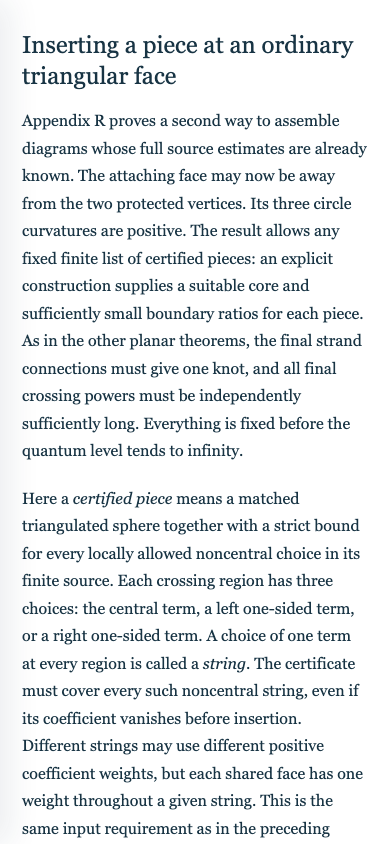 Inserting a piece at an ordinary
triangular face
Appendix R proves a second way to assemble
diagrams whose full source estimates are already
known. The attaching face may now be away
from the two protected vertices. Its three circle
curvatures are positive. The result allows any
fixed finite list of certified pieces: an explicit
construction supplies a suitable core and
sufficiently small boundary ratios for each piece.
As in the other planar theorems, the final strand
connections must give one knot, and all final
crossing powers must be independently
sufficiently long. Everything is fixed before the
quantum level tends to infinity.
Here a certified piece means a matched
triangulated sphere together with a strict bound
for every locally allowed noncentral choice in its
finite source. Each crossing region has three
choices: the central term, a left one-sided term,
or a right one-sided term. A choice of one term
at every region is called a string. The certificate
must cover every such noncentral string, even if
its coefficient vanishes before insertion.
Different strings may use different positive
coefficient weights, but each shared face has one
weight throughout a given string. This is the
same input requirement as in the preceding